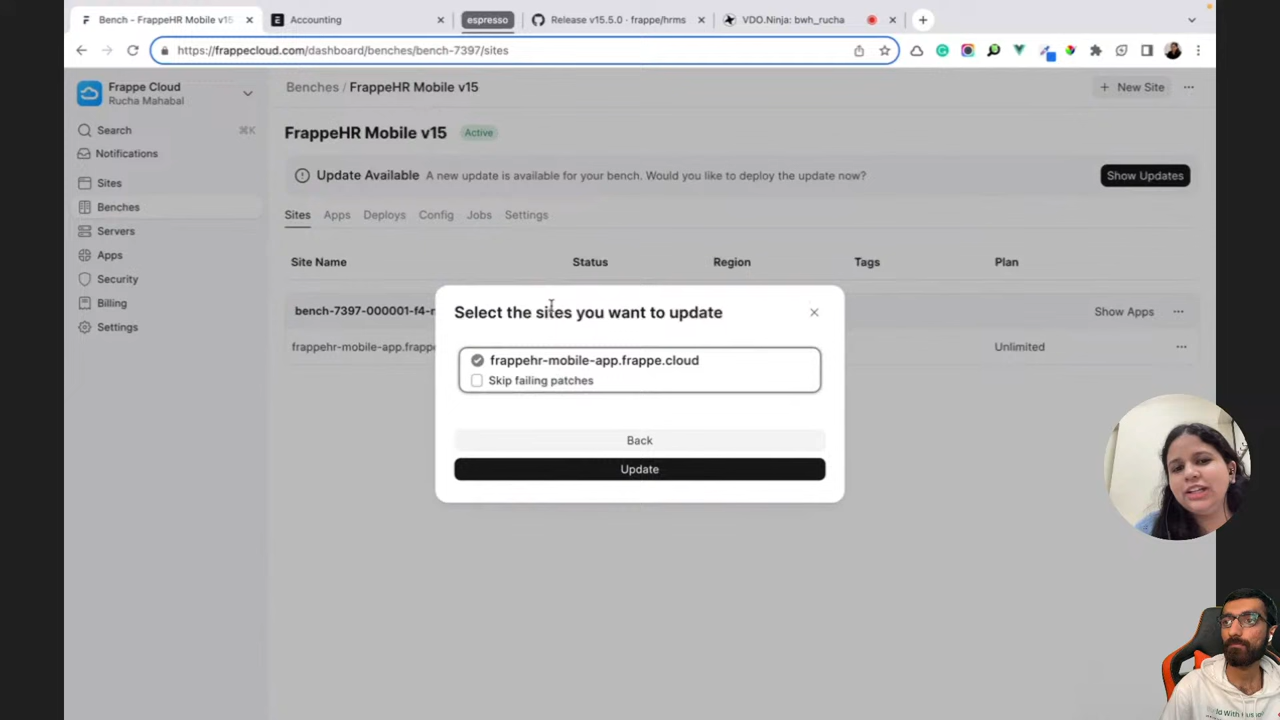 Bench - FrappeHR Mobile v15
Accounting
espresso
Release v15.5.0 · frappe/hrms
VDO.Ninja: bwh_rucha
https://frappecloud.com/dashboard/benches/bench-7397/sites
Frappe Cloud
Rucha Mahabal
Benches / FrappeHR Mobile v15
New Site
Search
⌘K
Notifications
Sites
Benches
Servers
Apps
Security
Billing
Settings
FrappeHR Mobile v15
Active
Update Available
A new update is available for your bench. Would you like to deploy the update now?
Show Updates
Sites Apps Deploys Config Jobs Settings
Site Name Status Region Tags Plan
bench-7397-000001-f4-
Show Apps
frappehr-mobile-app.frappe
Unlimited
Select the sites you want to update
frappehr-mobile-app.frappe.cloud
Skip failing patches
Back
Update